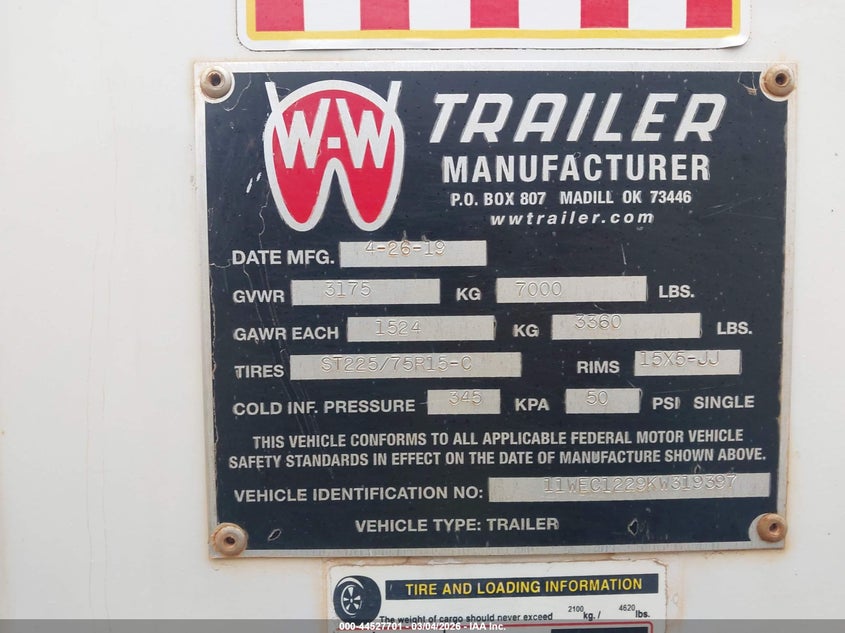 W-W
TRAILER
MANUFACTURER
P.O. BOX 807 MADILL OK 73446
wwtrailer.com
DATE MFG. 4-26-19
GVWR 3175 KG 7000 LBS.
GAWR EACH 1524 KG 3360 LBS.
TIRES ST225/75R15-C RIMS 15X5-JJ
COLD INF. PRESSURE 345 KPA 50 PSI SINGLE
THIS VEHICLE CONFORMS TO ALL APPLICABLE FEDERAL MOTOR VEHICLE
SAFETY STANDARDS IN EFFECT ON THE DATE OF MANUFACTURE SHOWN ABOVE.
VEHICLE IDENTIFICATION NO: 11WEC1229KW319397
VEHICLE TYPE: TRAILER
TIRE AND LOADING INFORMATION
The weight of cargo should never exceed 2100 kg./ 4620 lbs.
000-44527701 - 03/04/2026 - IAA Inc.